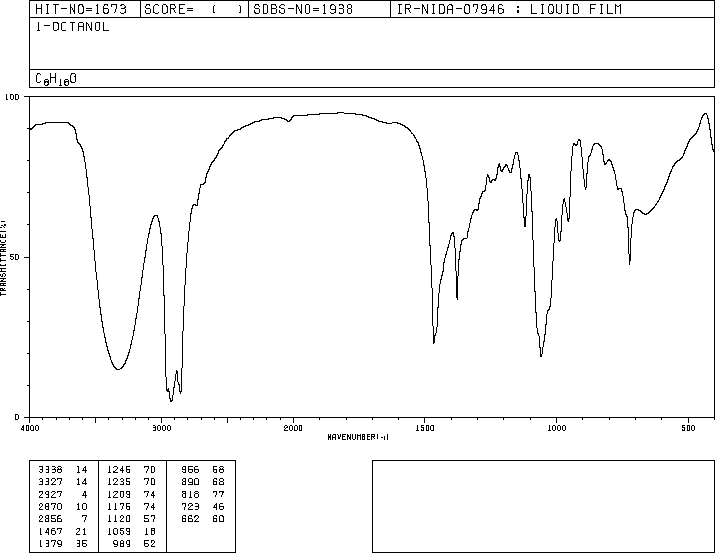 HIT-NO=1673 SCORE= ( ) SDBS-NO=1938 IR-NIDA-07946 : LIQUID FILM
1-OCTANOL
C8H18O
100
TRANSMITTANCE(%)
50
0
4000 3000 2000 1500 1000 500
WAVENUMBER(-1)
3338 14 1246 70 956 58
3327 14 1235 70 890 68
2927 4 1209 74 818 77
2870 10 1176 74 723 46
2856 7 1120 57 662 60
1467 21 1059 18
1379 35 989 52